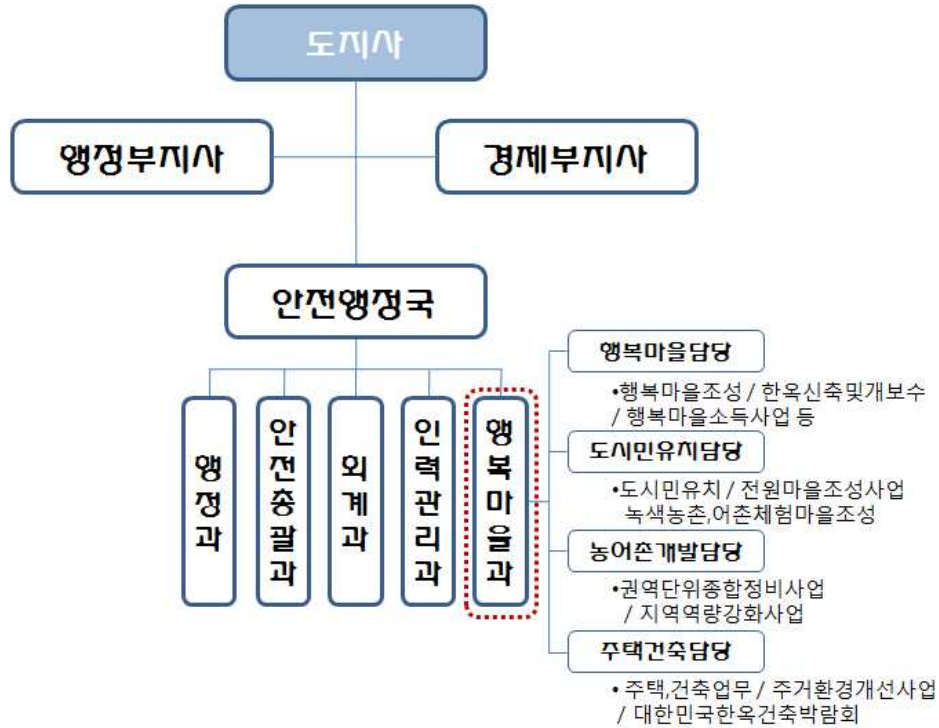 도지사
행정부지사
경제부지사
안전행정국
행정과
안전총괄과
회계과
인력관리과
행복마을과
행복마을담당
•행복마을조성 / 한옥신축및개보수
/ 행복마을소득사업 등
도시민유치담당
•도시민유치 / 전원마을조성사업
녹색농촌,어촌체험마을조성
농어촌개발담당
•권역단위종합정비사업
/ 지역역량강화사업
주택건축담당
• 주택,건축업무 / 주거환경개선사업
/ 대한민국한옥건축박람회